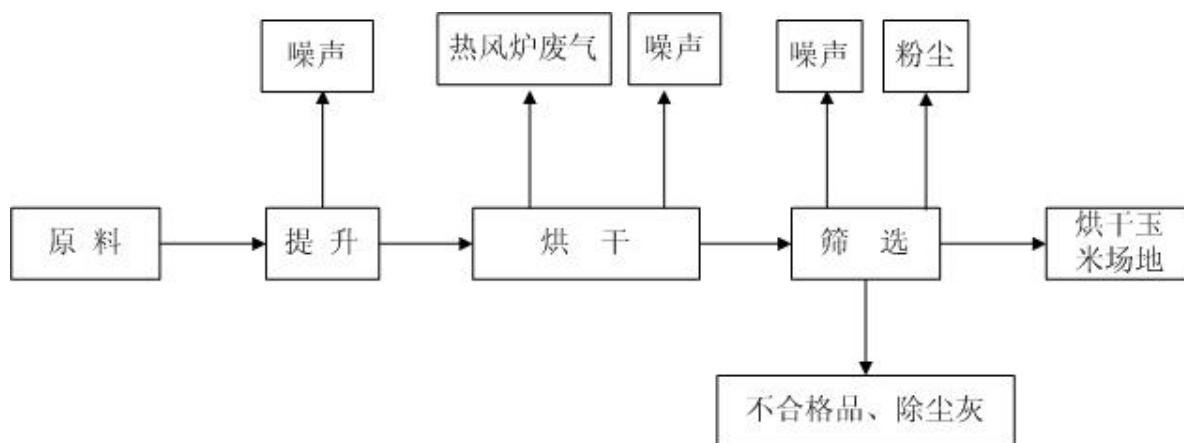 噪声
热风炉废气
噪声
噪声
粉尘
原 料
提 升
烘 干
筛 选
烘干玉
米场地
不合格品、除尘灰